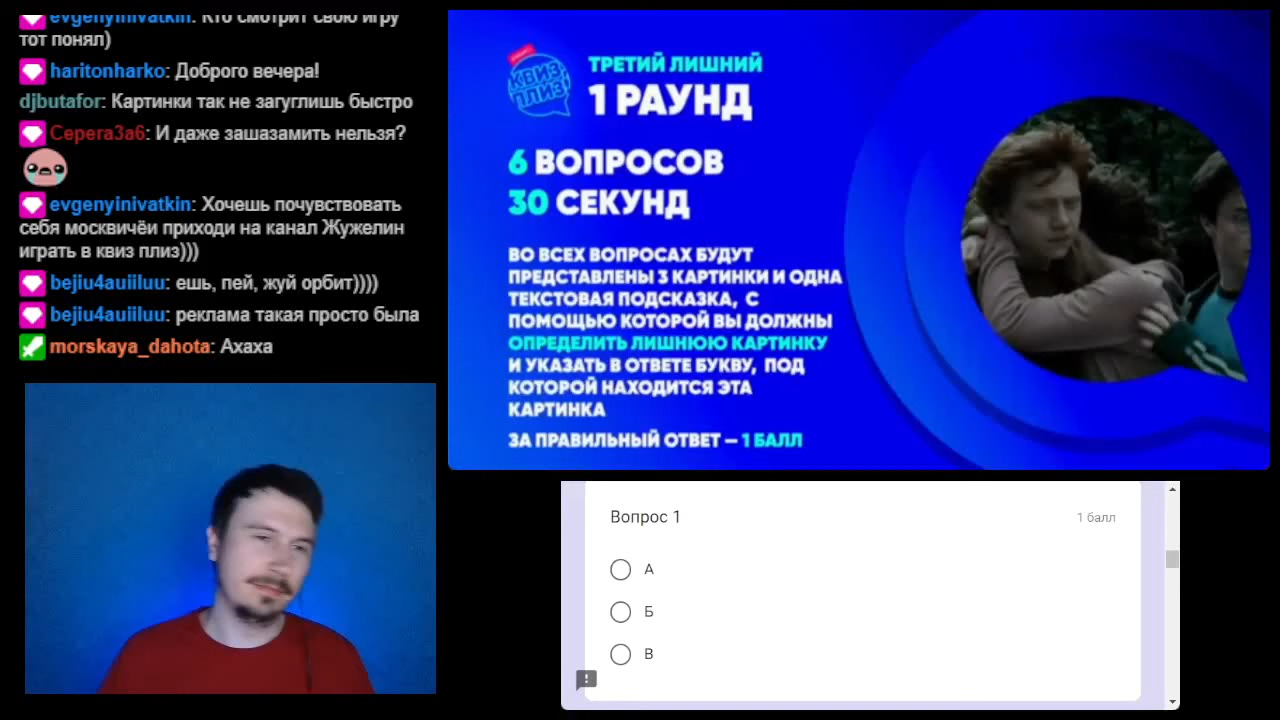 evgenyinivatkin: Кто смотрит свою игру
тот понял)
haritonharko: Доброго вечера!
djbutafor: Картинки так не загуглишь быстро
Серега3а6: И даже зашазамить нельзя?
evgenyinivatkin: Хочешь почувствовать
себя москвичёи приходи на канал Жужелин
играть в квиз плиз)))
bejiu4auiiluu: ешь, пей, жуй орбит))))
bejiu4auiiluu: реклама такая просто была
morskaya_dahota: Ахаха
КВИЗ
ПЛИЗ!
ТРЕТИЙ ЛИШНИЙ
1 РАУНД
6 ВОПРОСОВ
30 СЕКУНД
ВО ВСЕХ ВОПРОСАХ БУДУТ
ПРЕДСТАВЛЕНЫ 3 КАРТИНКИ И ОДНА
ТЕКСТОВАЯ ПОДСКАЗКА, С
ПОМОЩЬЮ КОТОРОЙ ВЫ ДОЛЖНЫ
ОПРЕДЕЛИТЬ ЛИШНЮЮ КАРТИНКУ
И УКАЗАТЬ В ОТВЕТЕ БУКВУ, ПОД
КОТОРОЙ НАХОДИТСЯ ЭТА
КАРТИНКА
ЗА ПРАВИЛЬНЫЙ ОТВЕТ – 1 БАЛЛ
Вопрос 1
1 балл
А
Б
В